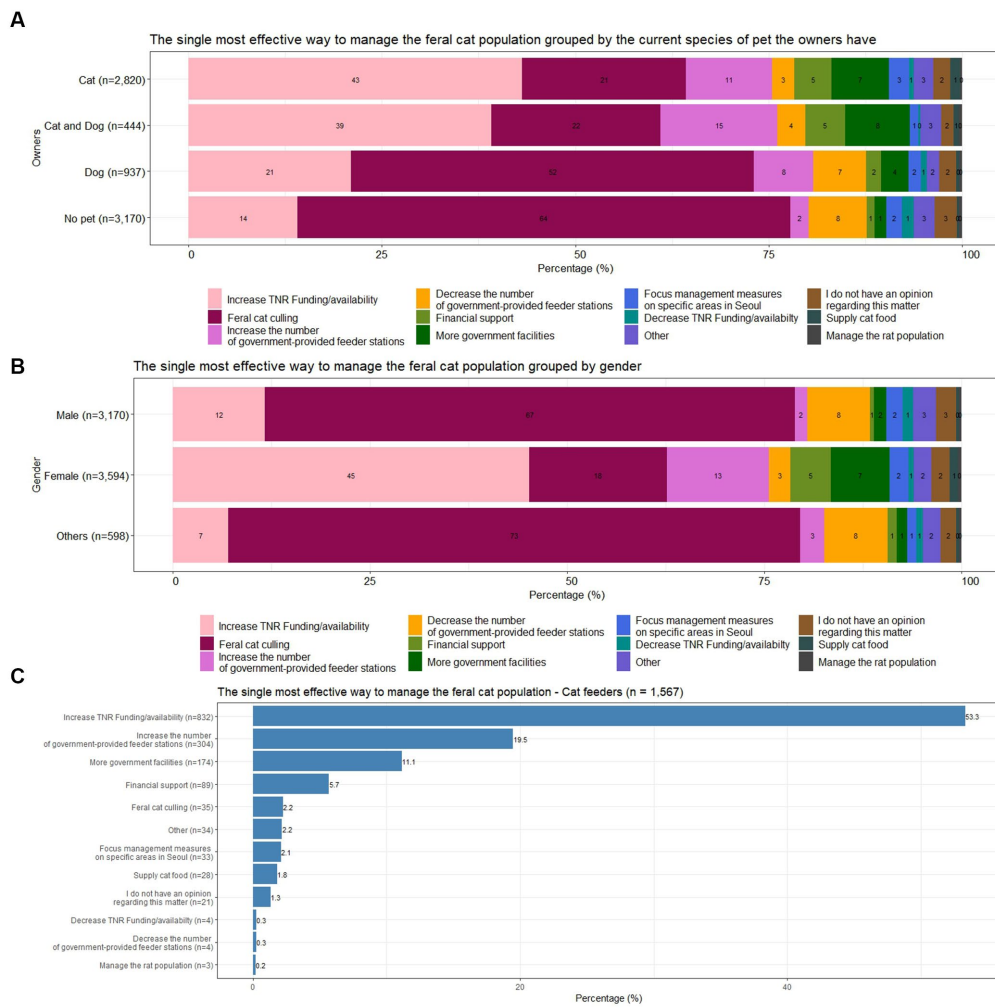 A
The single most effective way to manage the feral cat population grouped by the current species of pet the owners have
Owners
Cat (n=2,820)
43 21 11 3 5 7 3 1 3 2 1 0
Cat and Dog (n=444)
39 22 15 4 5 8 1 0 3 2 1 0
Dog (n=937)
21 52 8 7 2 4 2 1 2 2 0 0
No pet (n=3,170)
14 64 2 8 1 1 2 2 3 3 0 0
0 25 50 75 100
Percentage (%)
Increase TNR Funding/availability
Feral cat culling
Increase the number
of government-provided feeder stations
Decrease the number
of government-provided feeder stations
Financial support
More government facilities
Focus management measures
on specific areas in Seoul
Decrease TNR Funding/availabilty
Other
I do not have an opinion
regarding this matter
Supply cat food
Manage the rat population
B
The single most effective way to manage the feral cat population grouped by gender
Gender
Male (n=3,170)
12 67 2 8 1 2 2 1 3 3 0 0
Female (n=3,594)
45 18 13 3 5 7 2 1 2 2 1 0
Others (n=598)
7 73 3 8 1 1 1 1 2 2 0 0
0 25 50 75 100
Percentage (%)
Increase TNR Funding/availability
Feral cat culling
Increase the number
of government-provided feeder stations
Decrease the number
of government-provided feeder stations
Financial support
More government facilities
Focus management measures
on specific areas in Seoul
Decrease TNR Funding/availabilty
Other
I do not have an opinion
regarding this matter
Supply cat food
Manage the rat population
C
The single most effective way to manage the feral cat population - Cat feeders (n = 1,567)
Increase TNR Funding/availability (n=832)
53.3
Increase the number
of government-provided feeder stations (n=304)
19.5
More government facilities (n=174)
11.1
Financial support (n=89)
5.7
Feral cat culling (n=35)
2.2
Other (n=34)
2.2
Focus management measures
on specific areas in Seoul (n=33)
2.1
Supply cat food (n=28)
1.8
I do not have an opinion
regarding this matter (n=21)
1.3
Decrease TNR Funding/availabilty (n=4)
0.3
Decrease the number
of government-provided feeder stations (n=4)
0.3
Manage the rat population (n=3)
0.2
0 20 40
Percentage (%)